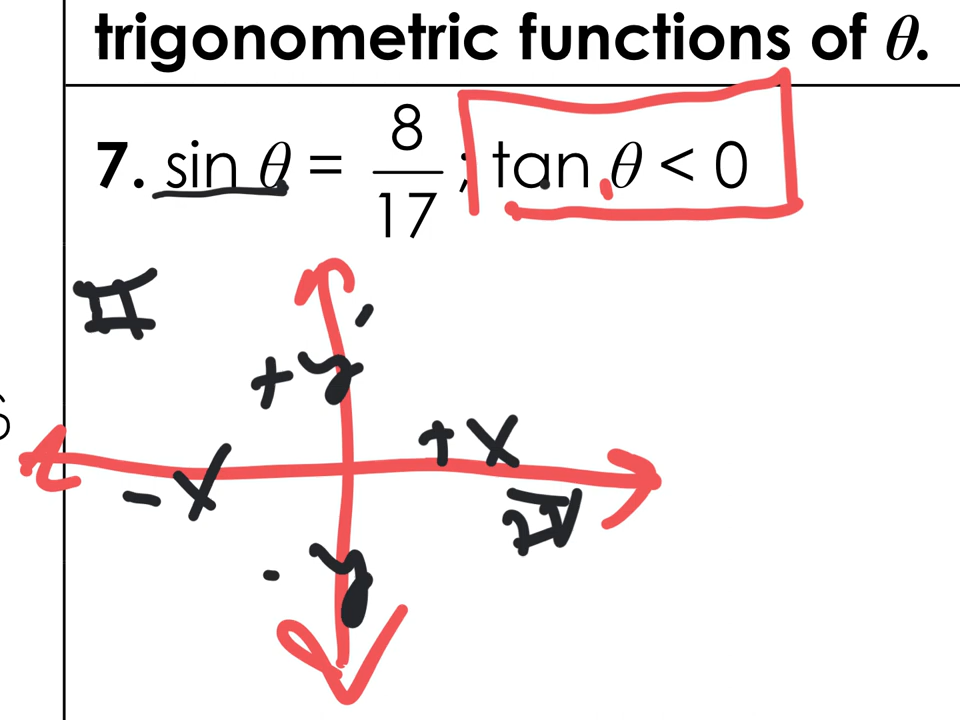 trigonometric functions of θ.
7. sin θ = 8/17 ; tan θ < 0
II
+y
+x
-x
IV
-y